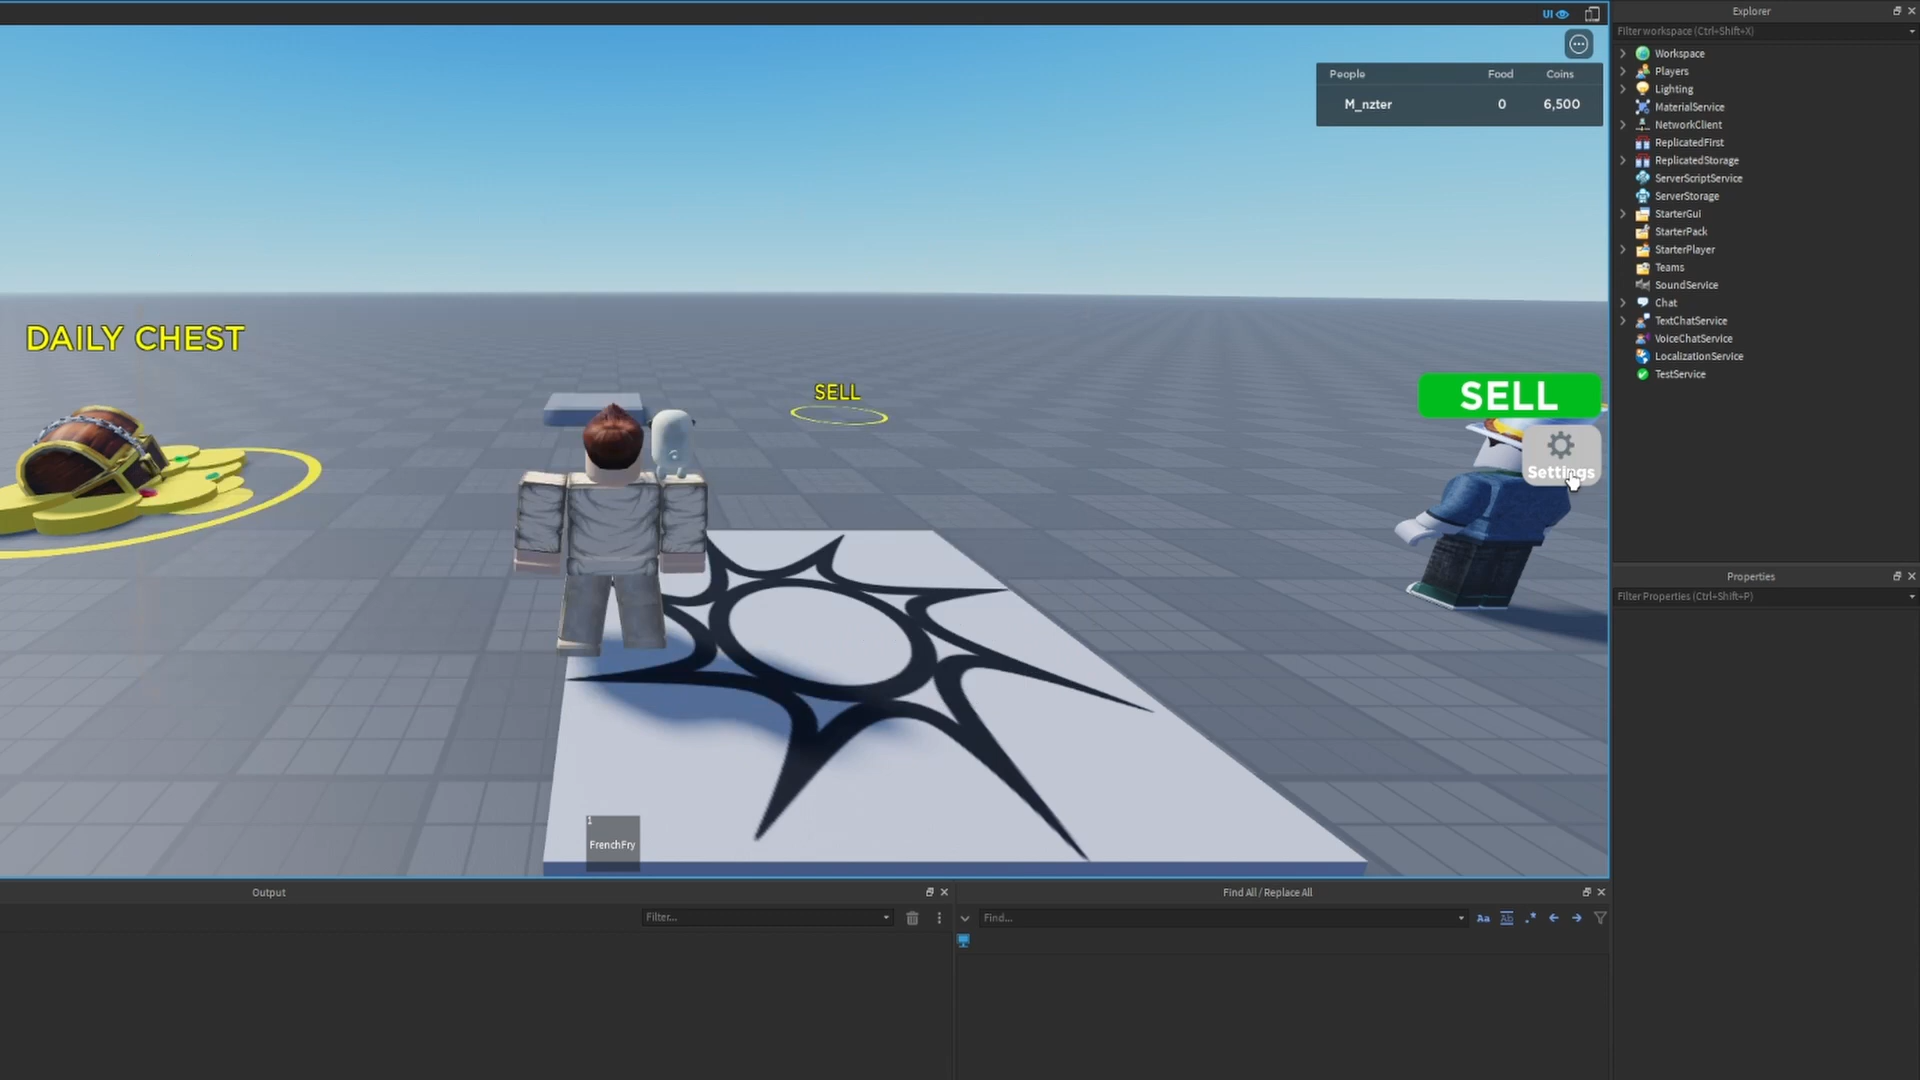 UI
Explorer
Filter workspace (Ctrl+Shift+X)
People Food Coins
M_nzter 0 6,500
Workspace
Players
Lighting
MaterialService
NetworkClient
ReplicatedFirst
ReplicatedStorage
ServerScriptService
ServerStorage
StarterGui
StarterPack
StarterPlayer
Teams
SoundService
Chat
TextChatService
VoiceChatService
LocalizationService
TestService
DAILY CHEST
SELL
SELL
Settings
Properties
Filter Properties (Ctrl+Shift+P)
1
FrenchFry
Output
Filter...
Find All / Replace All
Find...
Aa
Ab
.*